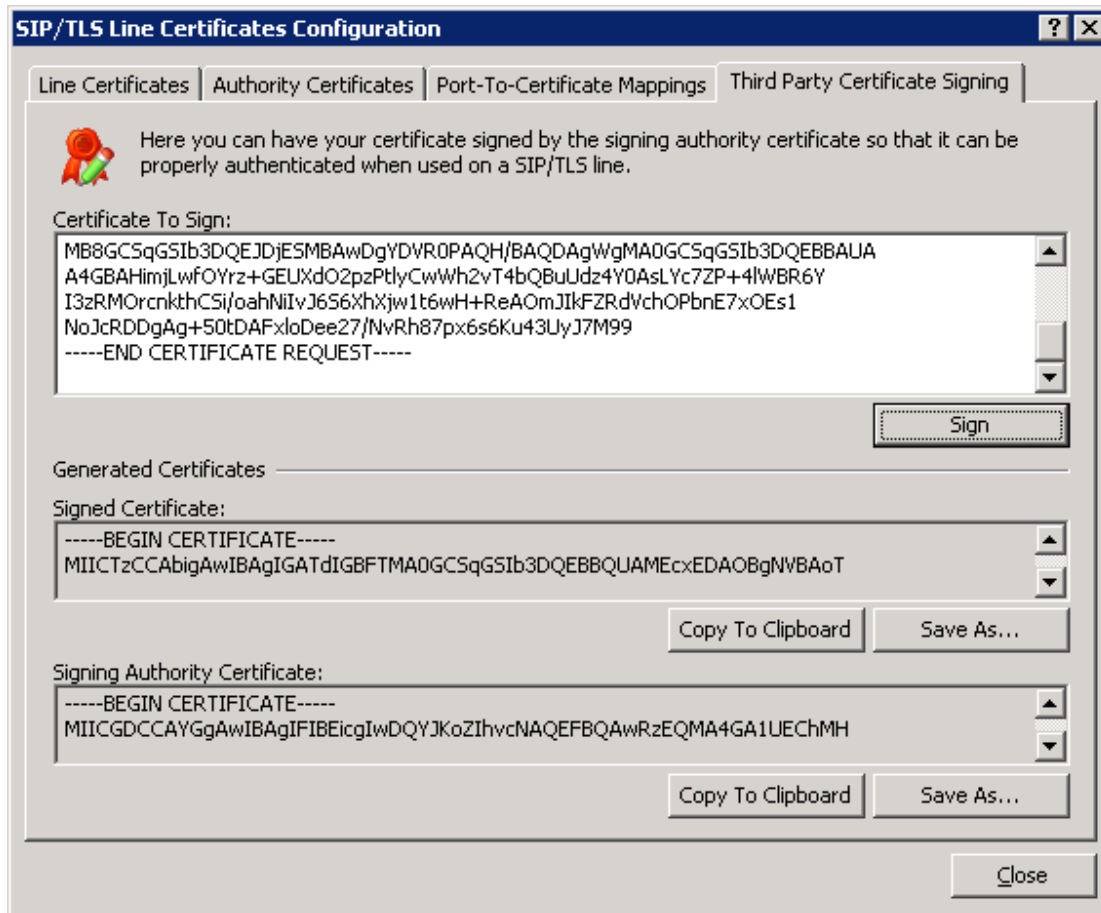 SIP/TLS Line Certificates Configuration
Line Certificates
Authority Certificates
Port-To-Certificate Mappings
Third Party Certificate Signing
Here you can have your certificate signed by the signing authority certificate so that it can be
properly authenticated when used on a SIP/TLS line.
Certificate To Sign:
MB8GCSqGSIb3DQEJDjESMBAwDgYDVR0PAQH/BAQDAgWgMA0GCSqGSIb3DQEBBAUA
A4GBAHimjLwfOYrz+GEUXdO2pzPtlyCwWh2vT4bQBuUdz4Y0AsLYc7ZP+4lWBR6Y
I3zRMOrcnkthCSi/oahNiIvJ6S6XhXjw1t6wH+ReAOmJIkFZRdVchOPbnE7xOEs1
NoJcRDDgAg+50tDAFxloDee27/NvRh87px6s6Ku43UyJ7M99
-----END CERTIFICATE REQUEST-----
Sign
Generated Certificates
Signed Certificate:
-----BEGIN CERTIFICATE-----
MIICTzCCAbigAwIBAgIGATdIGBFTMA0GCSqGSIb3DQEBBQUAMEcxEDAOBgNVBAoT
Copy To Clipboard
Save As...
Signing Authority Certificate:
-----BEGIN CERTIFICATE-----
MIICGDCCAYGgAwIBAgIFIBEicgIwDQYJKoZIhvcNAQEFBQAwRzEQMA4GA1UEChMH
Copy To Clipboard
Save As...
Close